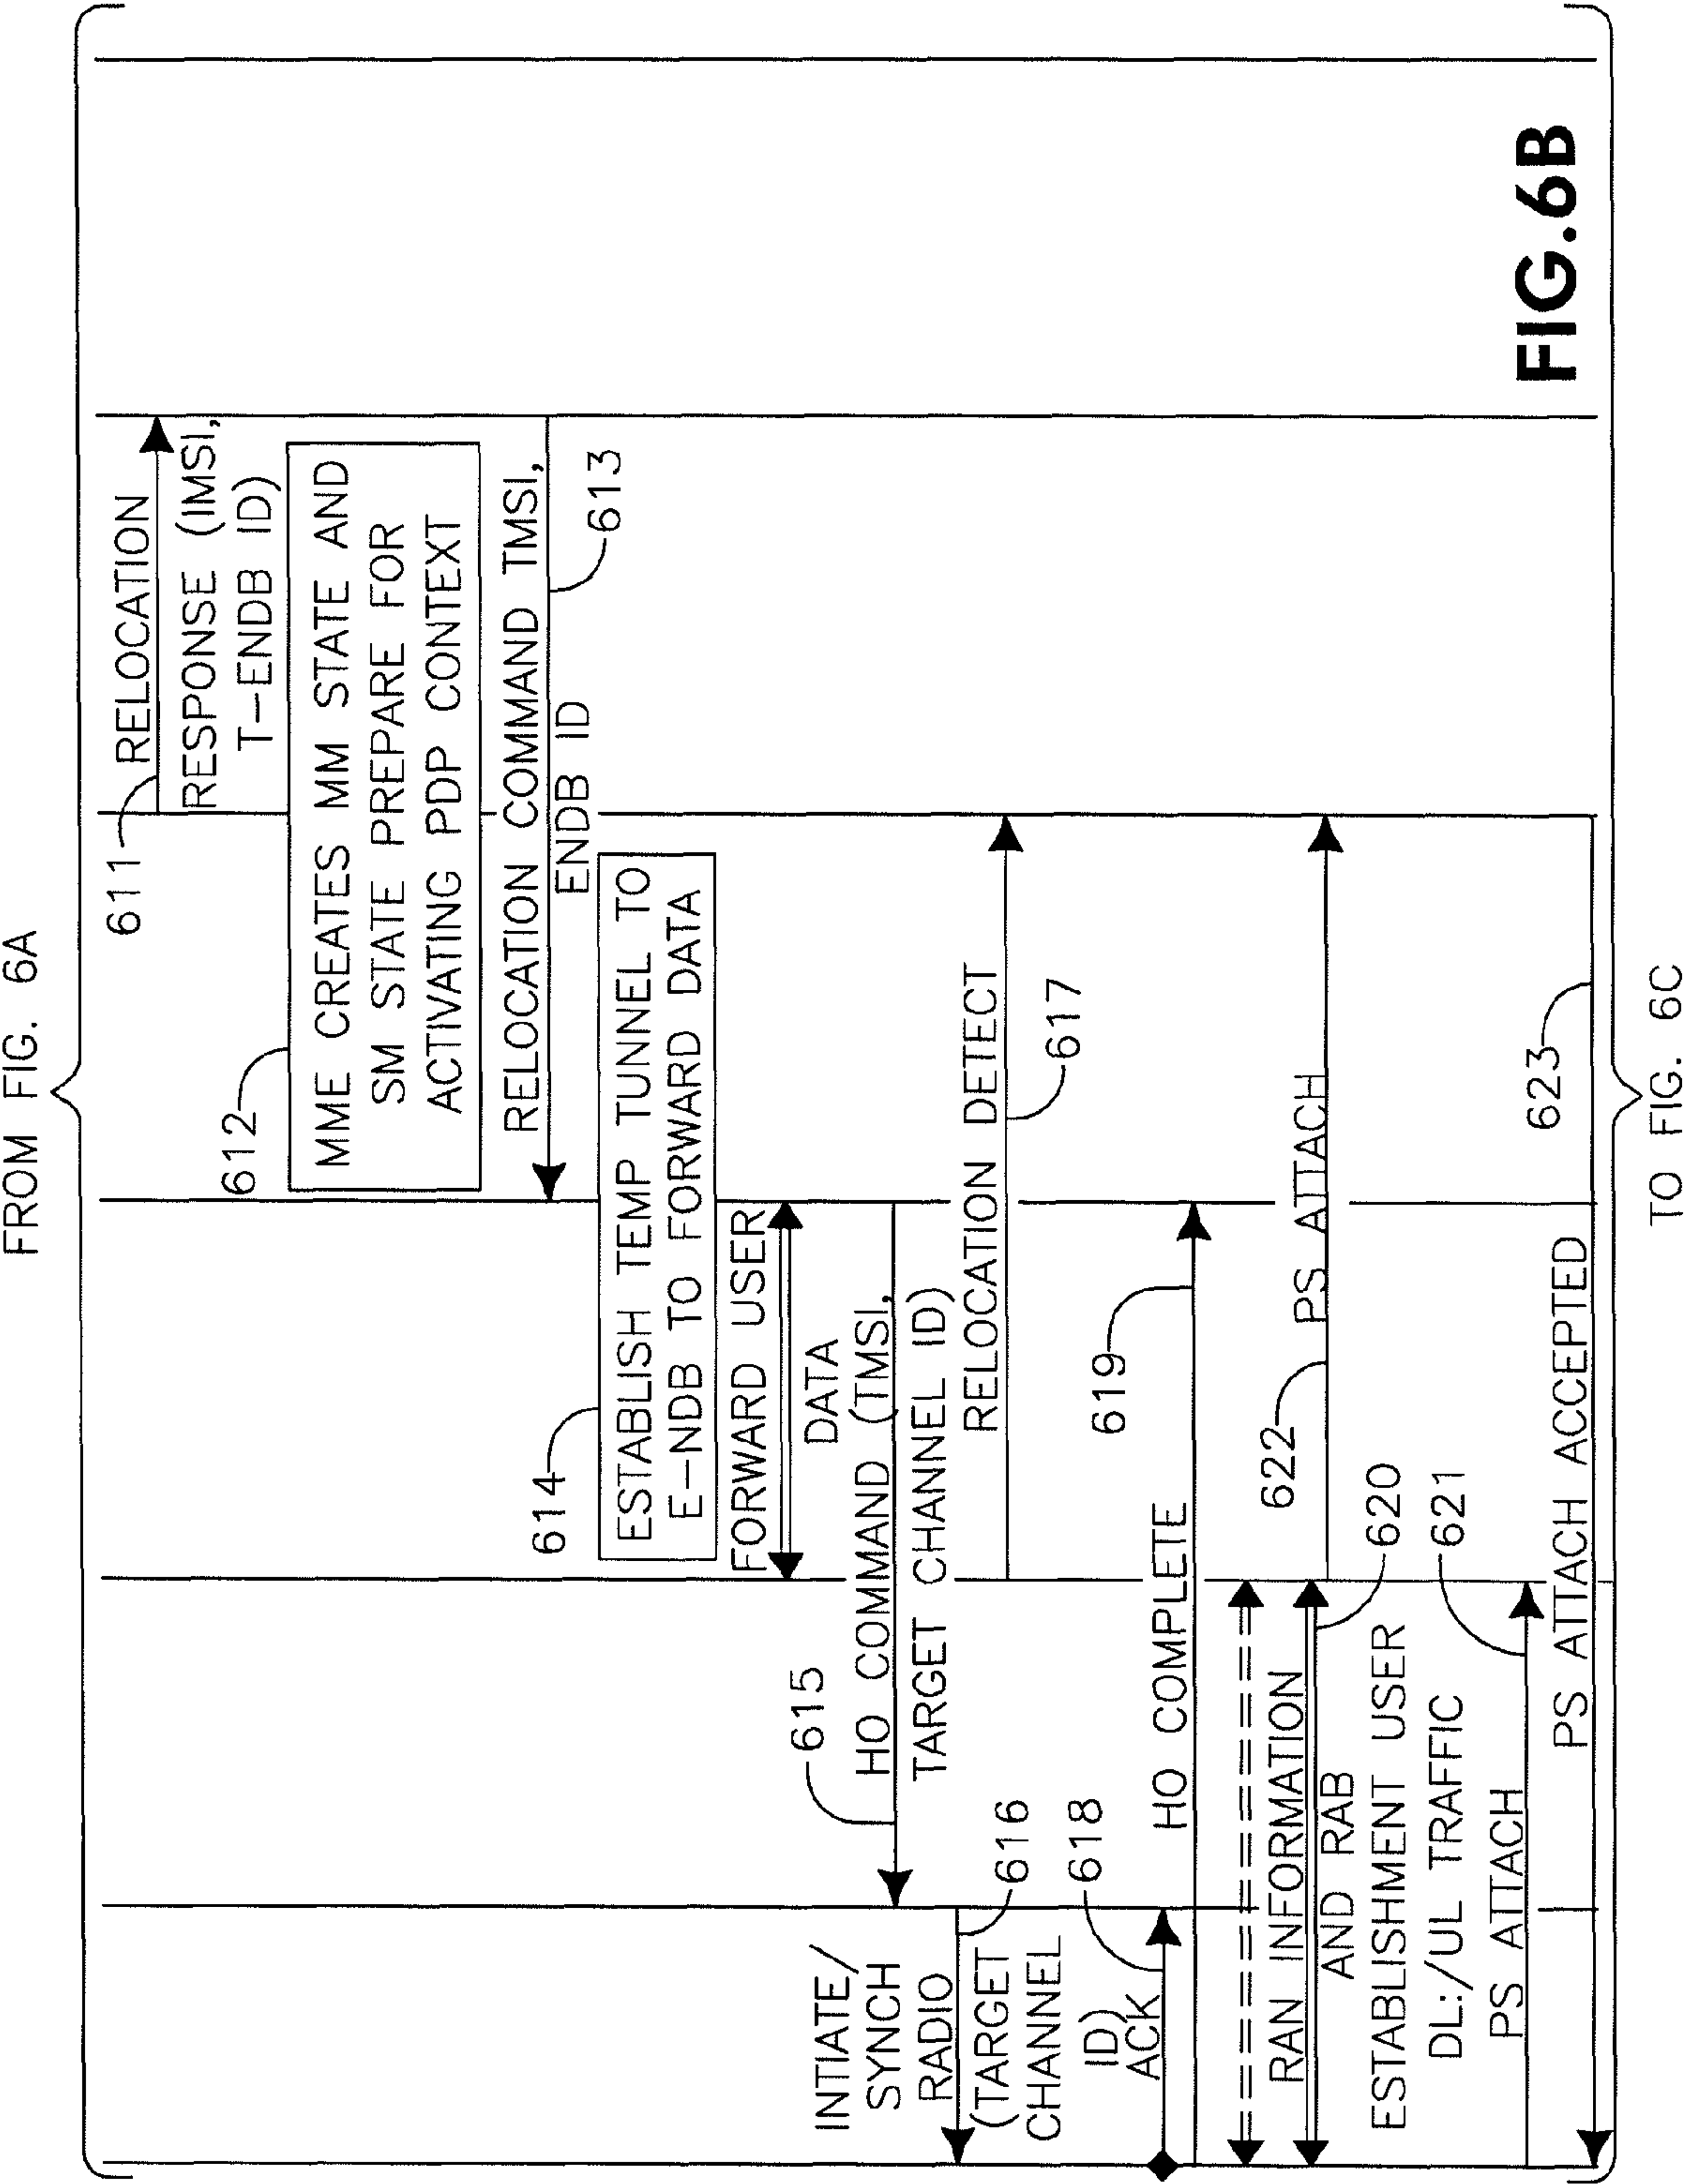 FROM FIG. 6A
611
RELOCATION
RESPONSE (IMSI,
T-ENDB ID)
612
MME CREATES MM STATE AND
SM STATE PREPARE FOR
ACTIVATING PDP CONTEXT
RELOCATION COMMAND TMSI,
ENDB ID
613
614
ESTABLISH TEMP TUNNEL TO
E-NDB TO FORWARD DATA
FORWARD USER
DATA
615
HO COMMAND (TMSI,
TARGET CHANNEL ID)
INTIATE/
SYNCH
RADIO
(TARGET
CHANNEL
ID)
616
RELOCATION DETECT
617
618
ACK
HO COMPLETE
619
RAN INFORMATION
AND RAB
ESTABLISHMENT USER
DL:/UL TRAFFIC
620
PS ATTACH
621
622
PS ATTACH
PS ATTACH ACCEPTED
623
FIG.6B
TO FIG. 6C